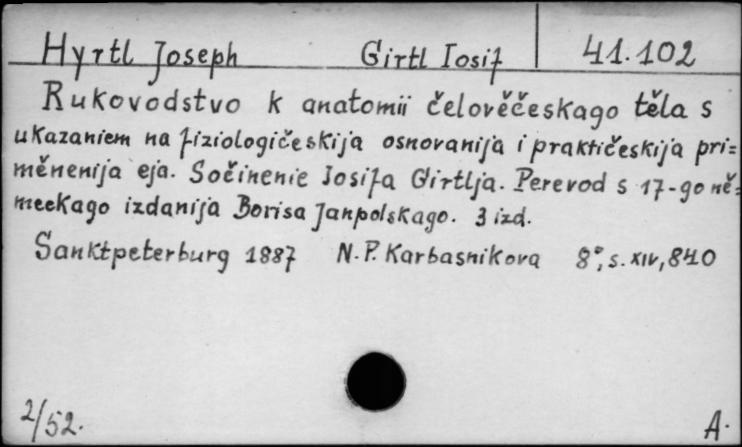 Hyrtl Joseph Girtl Iosif 41.102
Rukovodstvo k anatomii čelověčeskago těla s
ukazaniem na fiziologičeskija osnovanija i praktičeskija pri=
měnenija eja. Sočinenie Iosifa Girtlja. Perevod s 17-go ně=
meckago izdanija Borisa Janpolskago. 3 izd.
Sanktpeterburg 1887 N. P. Karbasnikova 8°, s. XIV, 840
2/52. A.